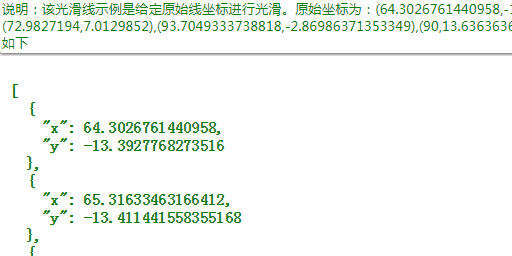 说明：该光滑线示例是给定原始线坐标进行光滑。原始坐标为：(64.3026761440958,-1
(72.9827194,7.0129852),(93.7049333738818,-2.86986371353349),(90,13.6363636
如下
[
{
"x": 64.3026761440958,
"y": -13.3927768273516
},
{
"x": 65.31633463166412,
"y": -13.411441558355168
},
{